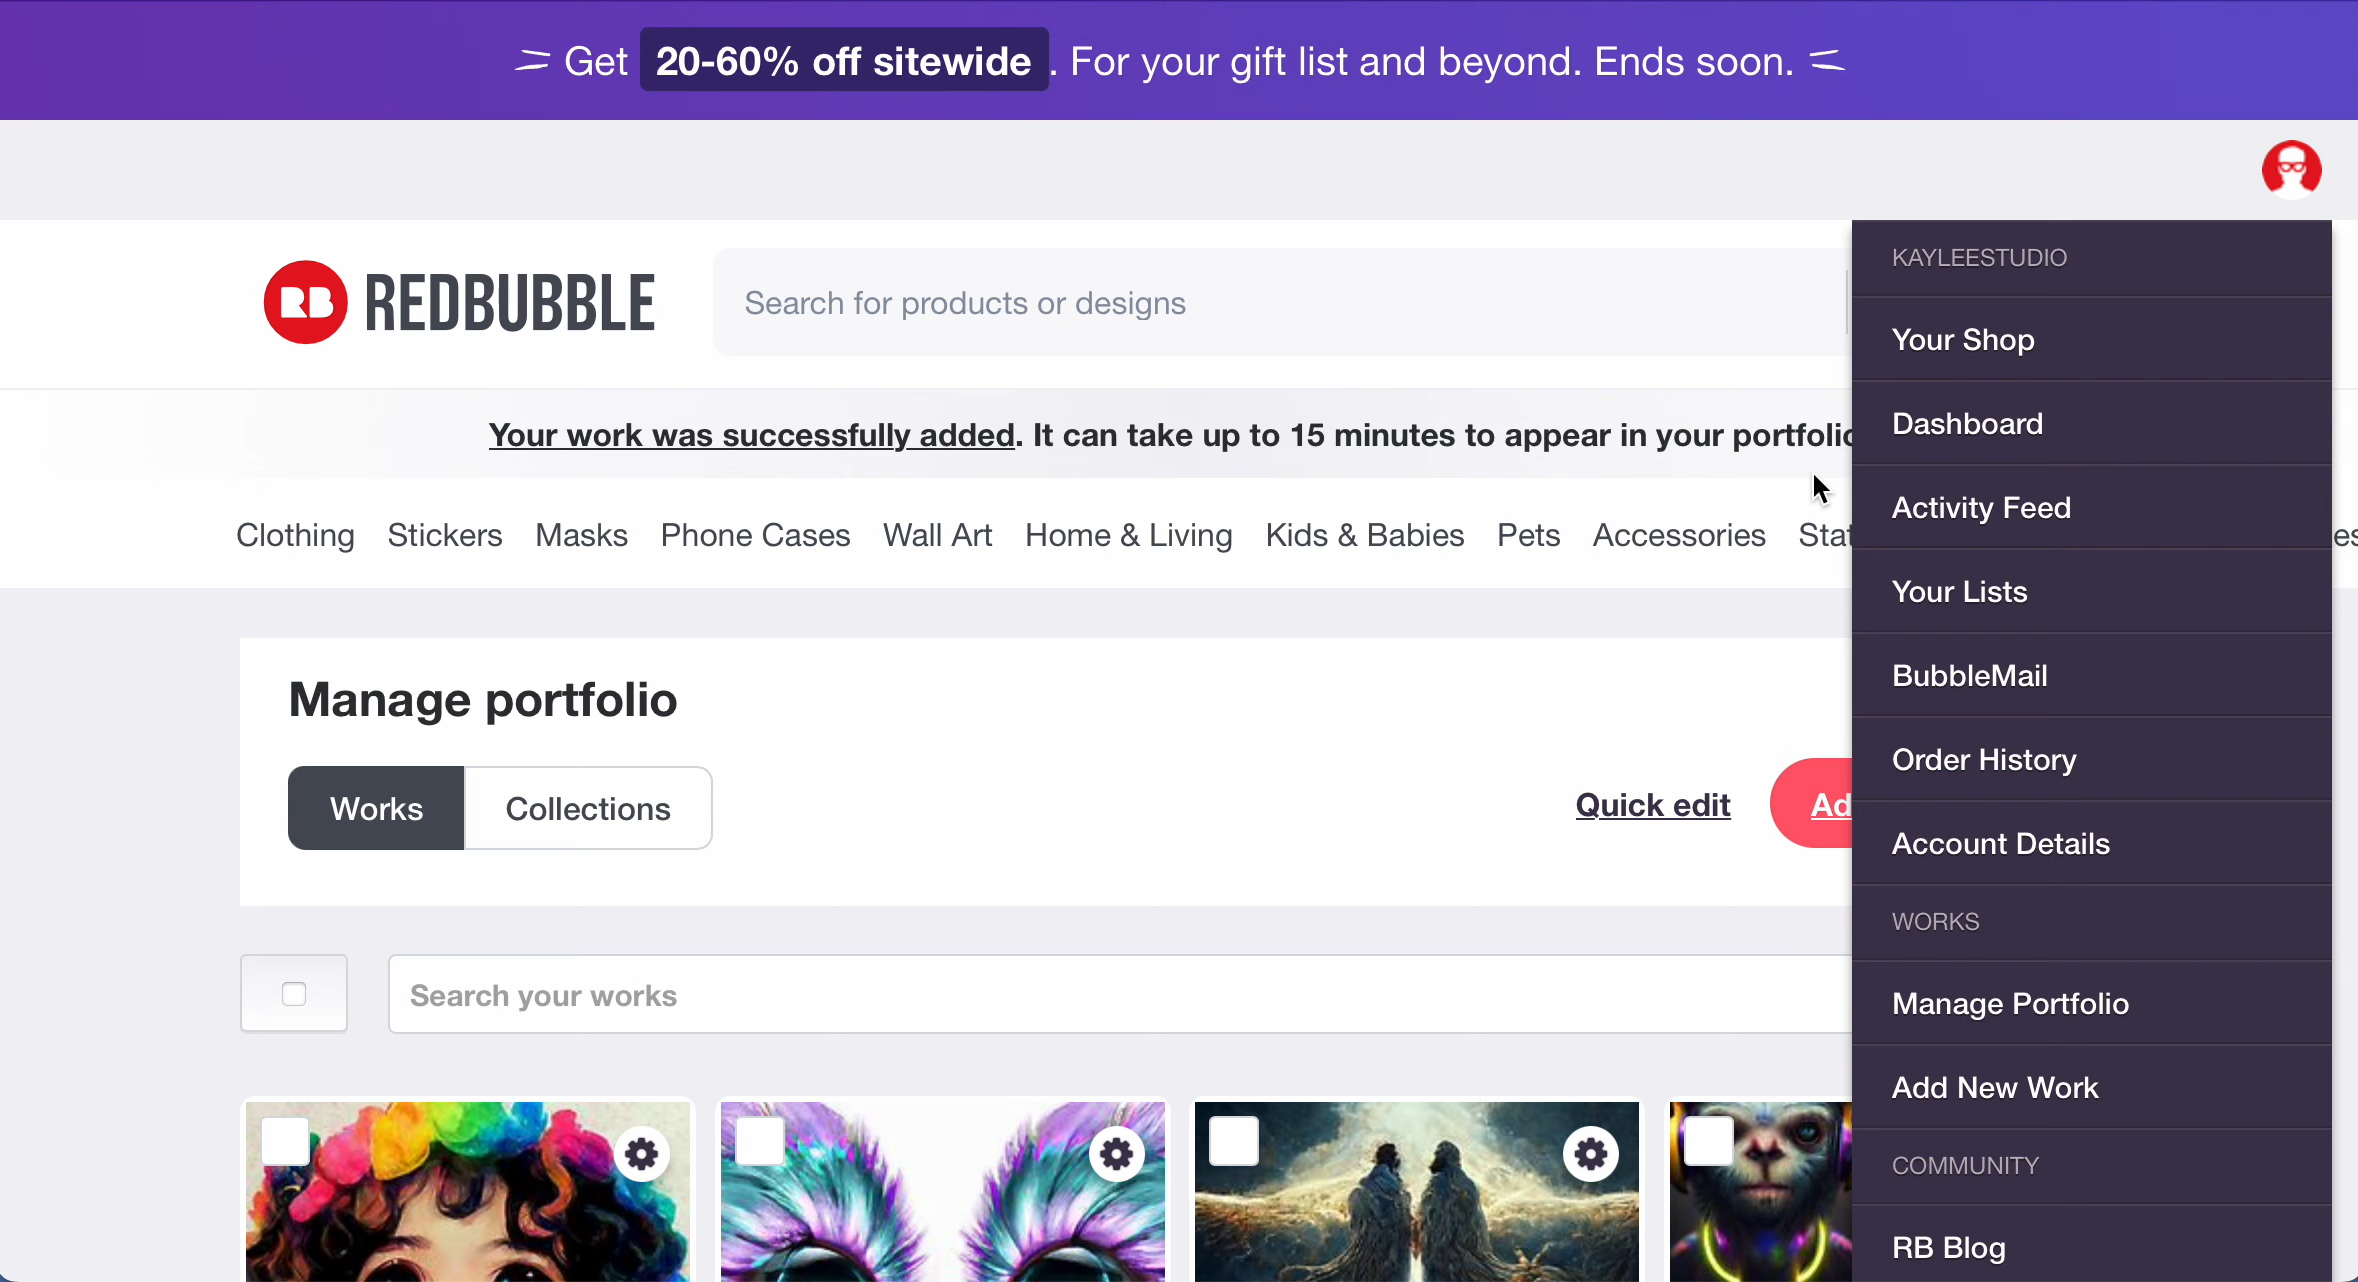 Get 20-60% off sitewide. For your gift list and beyond. Ends soon.
RB REDBUBBLE
Search for products or designs
Your work was successfully added. It can take up to 15 minutes to appear in your portfolio
Clothing Stickers Masks Phone Cases Wall Art Home & Living Kids & Babies Pets Accessories Stat
es
Manage portfolio
Works Collections
Quick edit
Ad
Search your works
KAYLEESTUDIO
Your Shop
Dashboard
Activity Feed
Your Lists
BubbleMail
Order History
Account Details
WORKS
Manage Portfolio
Add New Work
COMMUNITY
RB Blog